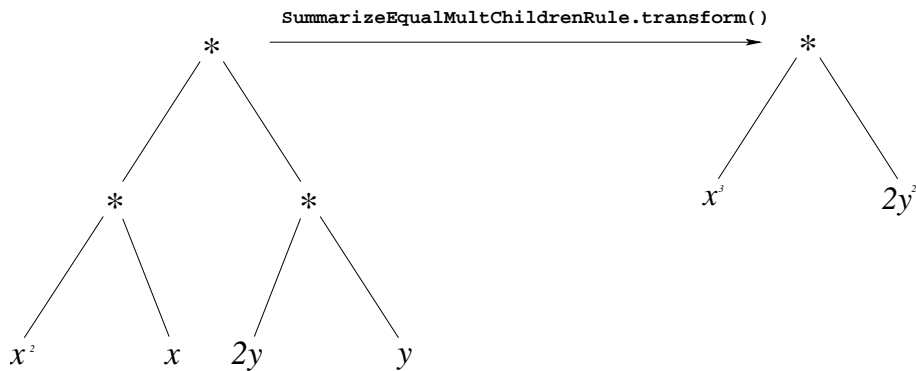 SummarizeEqualMultChildrenRule.transform()
* *
* * x³ 2y²
x² x 2y y